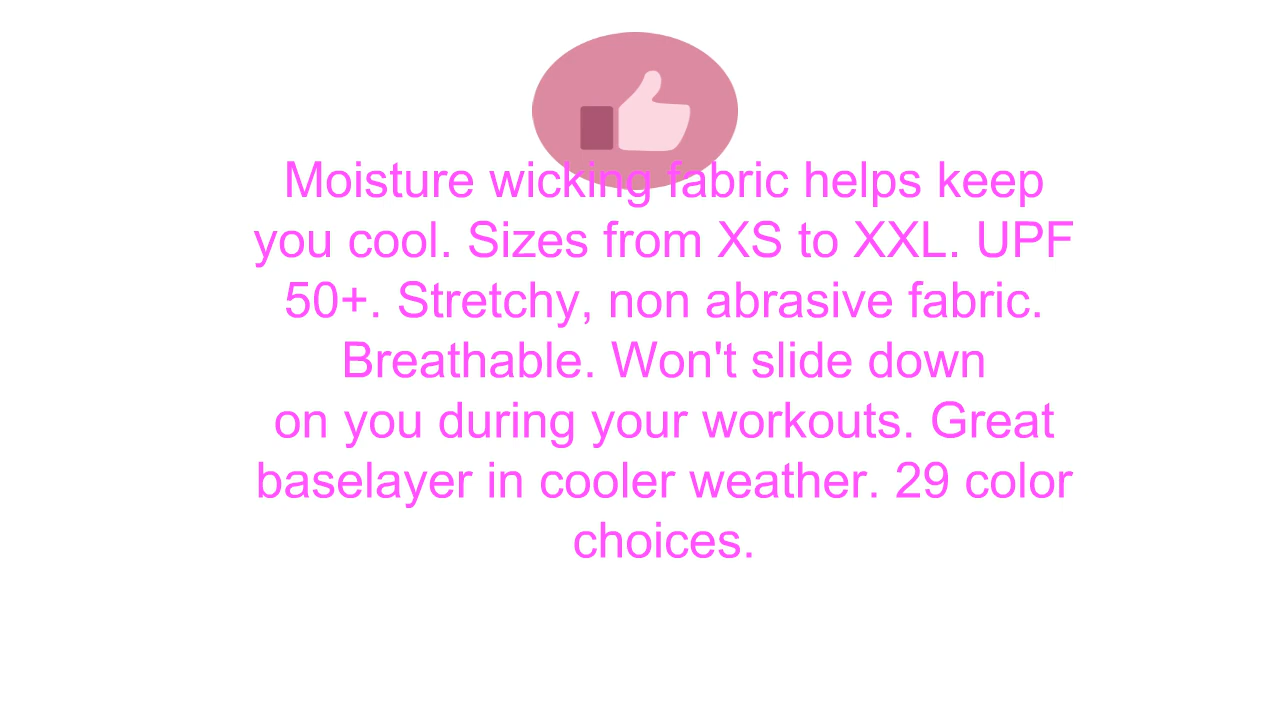 Moisture wicking fabric helps keep
you cool. Sizes from XS to XXL. UPF
50+. Stretchy, non abrasive fabric.
Breathable. Won't slide down
on you during your workouts. Great
baselayer in cooler weather. 29 color
choices.